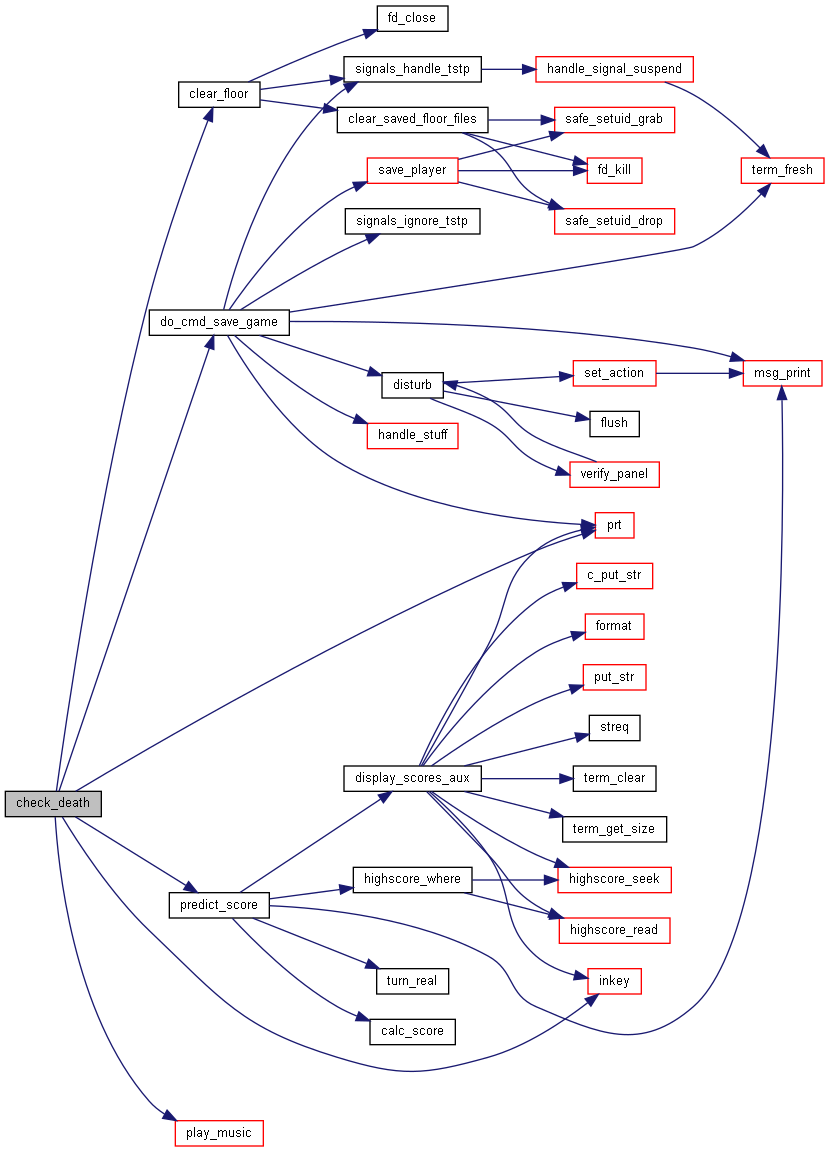 fd_close
signals_handle_tstp
handle_signal_suspend
clear_floor
clear_saved_floor_files
safe_setuid_grab
save_player
fd_kill
term_fresh
signals_ignore_tstp
safe_setuid_drop
do_cmd_save_game
disturb
set_action
msg_print
flush
handle_stuff
verify_panel
prt
c_put_str
format
put_str
streq
display_scores_aux
term_clear
check_death
term_get_size
highscore_where
highscore_seek
predict_score
highscore_read
turn_real
inkey
calc_score
play_music